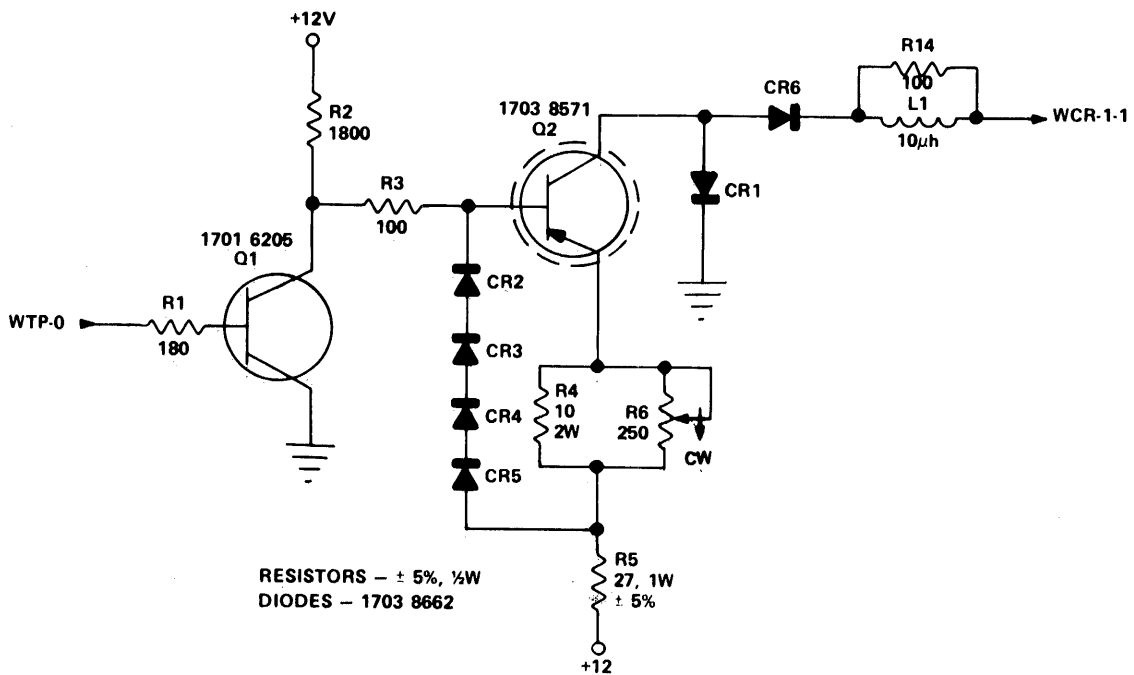 +12V
R2
1800
R3
100
1701 6205
Q1
WTP-0
R1
180
1703 8571
Q2
CR6
R14
100
L1
10μh
WCR-1-1
CR1
CR2
CR3
CR4
CR5
R4
10
2W
R6
250
CW
R5
27, 1W
± 5%
+12
RESISTORS – ± 5%, ½W
DIODES – 1703 8662